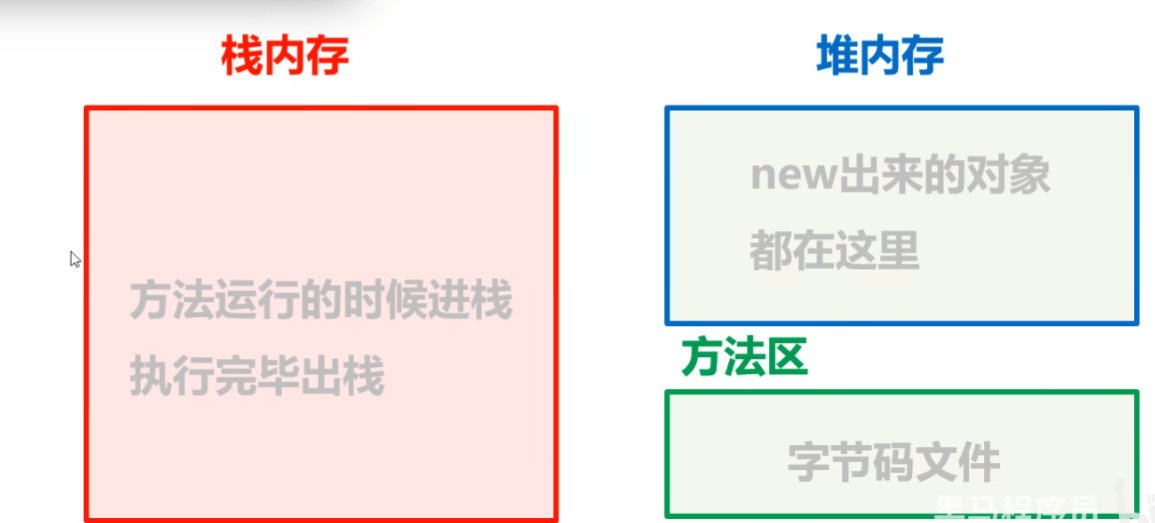 栈内存
方法运行的时候进栈
执行完毕出栈
堆内存
new出来的对象
都在这里
方法区
字节码文件
黑马程序员